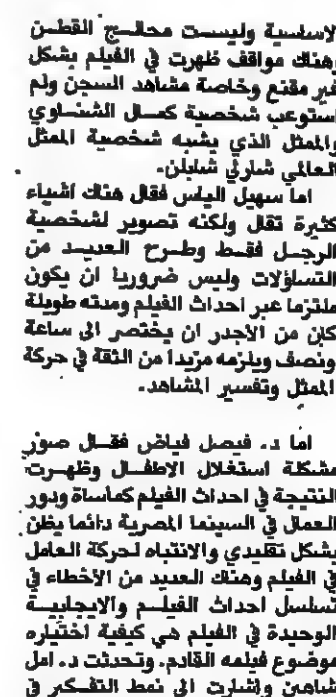 لاساسية وليست محالج القطن
وهناك مواقف ظهرت في الفيلم بشكل
غير مقنع وخاصة مشاهد السجن ولم
استوعب شخصية كمال الشناوي
والممثل الذي يشبه شخصية الممثل
العالمي شارلي شابلن.
اما سهيل الياس فقال هناك اشياء
كثيرة تقال ولكنه تصوير لشخصية
الرجل فقط وطرح العديد من
التساؤلات وليس ضروريا ان يكون
ملتزما عبر احداث الفيلم ومدته طويلة
كان من الأجدر ان يختصر الى ساعة
ونصف ويلزمه مزيدا من الثقة في حركة
الممثل وتفسير المشاهد.
اما د. فيصل فياض فقال صور
مشكلة استغلال الاطفال وظهرت
النتيجة في احداث الفيلم كمأساة ودور
العمال في السينما المصرية دائما يظن
بشكل تقليدي والانتباه لحركة العامل
في الفيلم وهناك العديد من الأخطاء في
تسلسل احداث الفيلم والايجابية
الوحيدة في الفيلم هي كيفية اختياره
موضوع فيلمه القادم. وتحدثت د. امل
شاهين واشارت الى نمط التفكير في